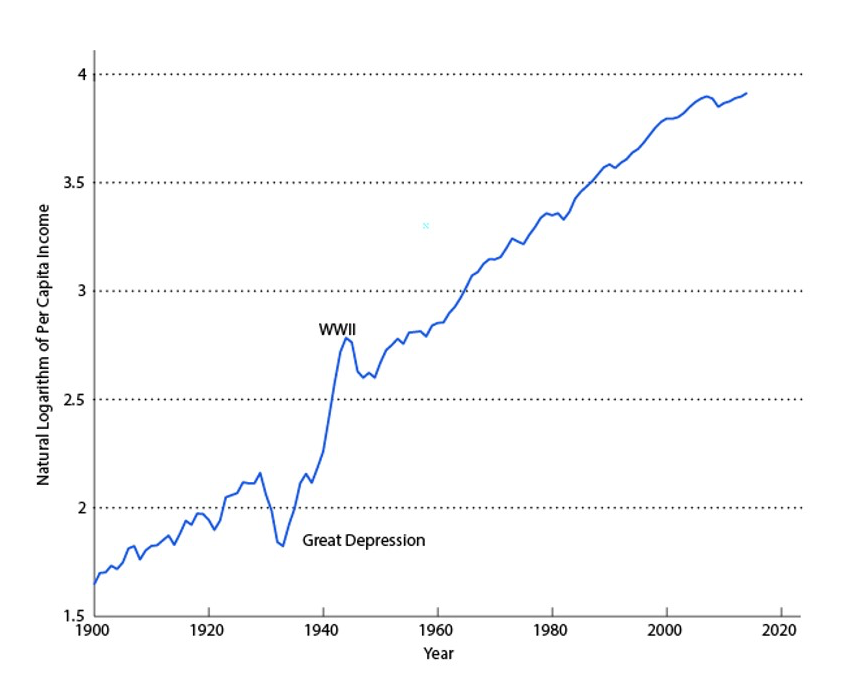 4
3.5
3
2.5
2
1.5
Natural Logarithm of Per Capita Income
WWII
Great Depression
1900 1920 1940 1960 1980 2000 2020
Year